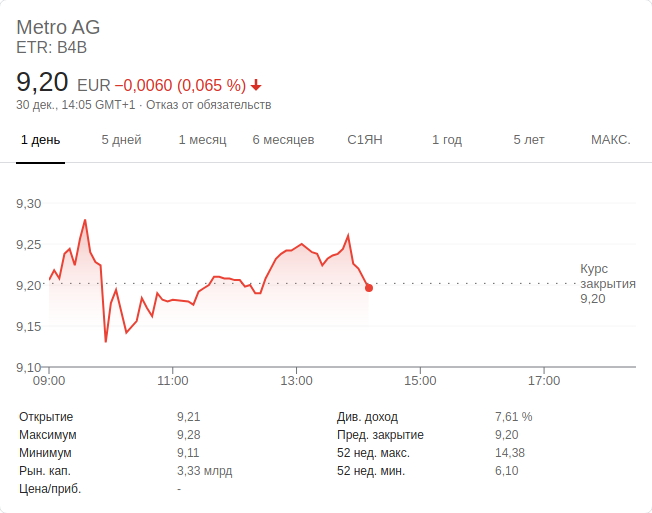 Metro AG
ETR: B4B
9,20 EUR −0,0060 (0,065 %)
30 дек., 14:05 GMT+1 · Отказ от обязательств
1 день 5 дней 1 месяц 6 месяцев С1ЯН 1 год 5 лет МАКС.
9,30
9,25
9,20
9,15
9,10
Курс
закрытия
9,20
09:00 11:00 13:00 15:00 17:00
Открытие 9,21 Див. доход 7,61 %
Максимум 9,28 Пред. закрытие 9,20
Минимум 9,11 52 нед. макс. 14,38
Рын. кап. 3,33 млрд 52 нед. мин. 6,10
Цена/приб. -